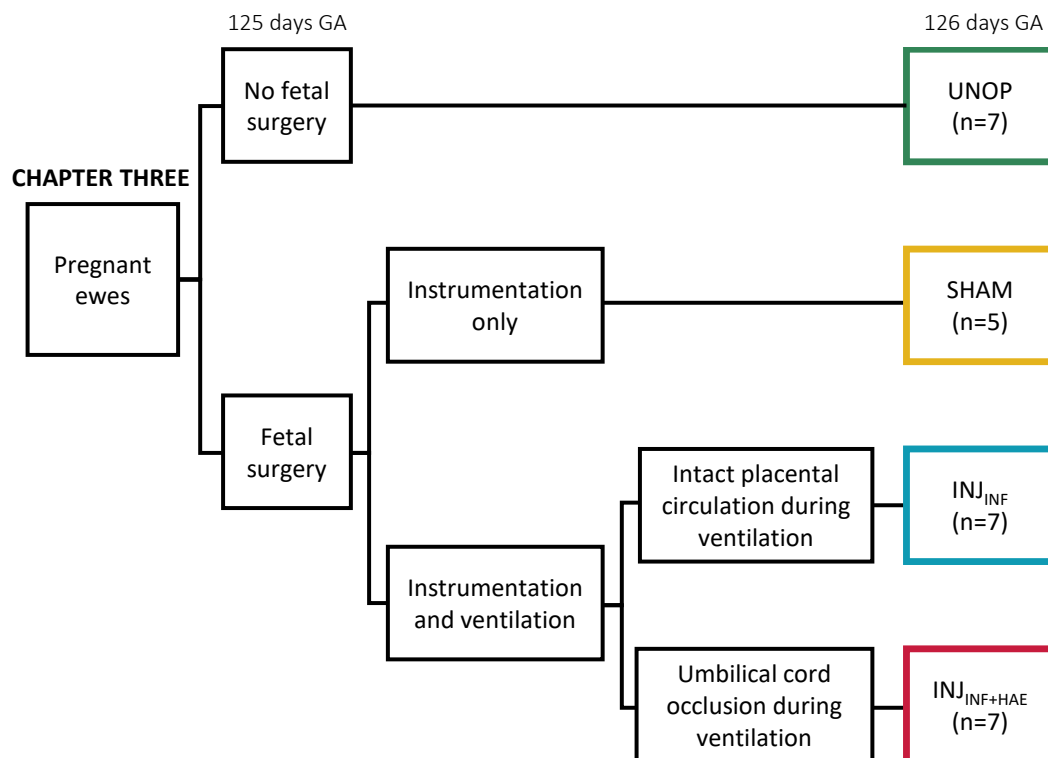 125 days GA
126 days GA
No fetal
surgery
UNOP
(n=7)
CHAPTER THREE
Pregnant
ewes
Instrumentation
only
SHAM
(n=5)
Fetal
surgery
Intact placental
circulation during
ventilation
INJINF
(n=7)
Instrumentation
and ventilation
Umbilical cord
occlusion during
ventilation
INJINF+HAE
(n=7)